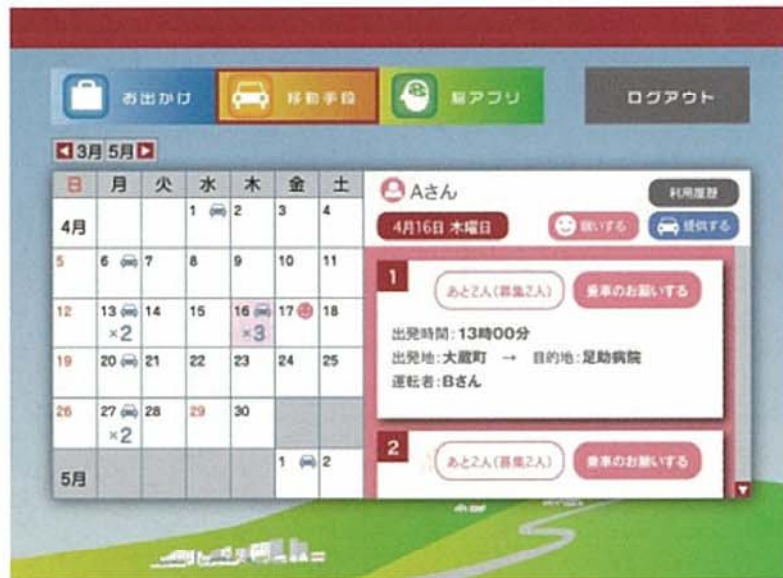 お出かけ 移動手段 脳アプリ ログアウト
3月 5月
日 月 火 水 木 金 土
4月 1 2 3 4
5 6 7 8 9 10 11
12 13 ×2 14 15 16 ×3 17 18
19 20 21 22 23 24 25
26 27 ×2 28 29 30
5月 1 2
Aさん 利用履歴
4月16日 木曜日 願いする 提供する
1 あと2人(募集2人) 乗車のお願いする
出発時間:13時00分
出発地:大蔵町 → 目的地:足助病院
運転者:Bさん
2 あと2人(募集2人) 乗車のお願いする